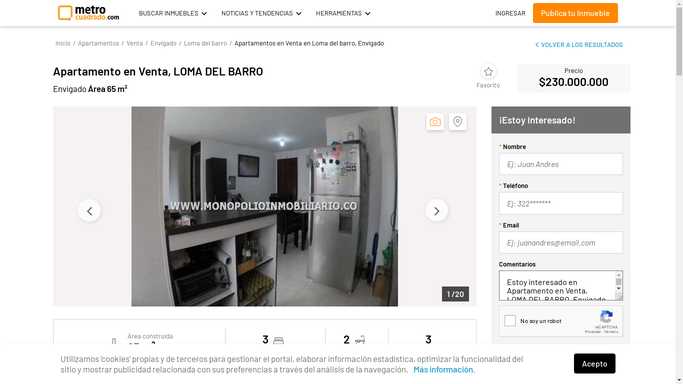 metro
cuadrado.com
BUSCAR INMUEBLES
NOTICIAS Y TENDENCIAS
HERRAMIENTAS
INGRESAR
Publica tu inmueble
Inicio / Apartamentos / Venta / Envigado / Loma del barro / Apartamentos en Venta en Loma del barro, Envigado
VOLVER A LOS RESULTADOS
Apartamento en Venta, LOMA DEL BARRO
Envigado Área 65 m²
Favorito
Precio
$230.000.000
WWW.MONOPOLIOINMOBILIARIO.CO
1 / 20
¡Estoy Interesado!
* Nombre
Ej: Juan Andres
* Teléfono
Ej: 322*******
* Email
Ej: juanandres@email.com
Comentarios
Estoy interesado en
Apartamento en Venta,
LOMA DEL BARRO, Envigado
No soy un robot
reCAPTCHA
Privacidad - Términos
Área construida
3
2
3
Utilizamos 'cookies' propias y de terceros para gestionar el portal, elaborar información estadística, optimizar la funcionalidad del
sitio y mostrar publicidad relacionada con sus preferencias a través del análisis de la navegación. Más información.
Acepto